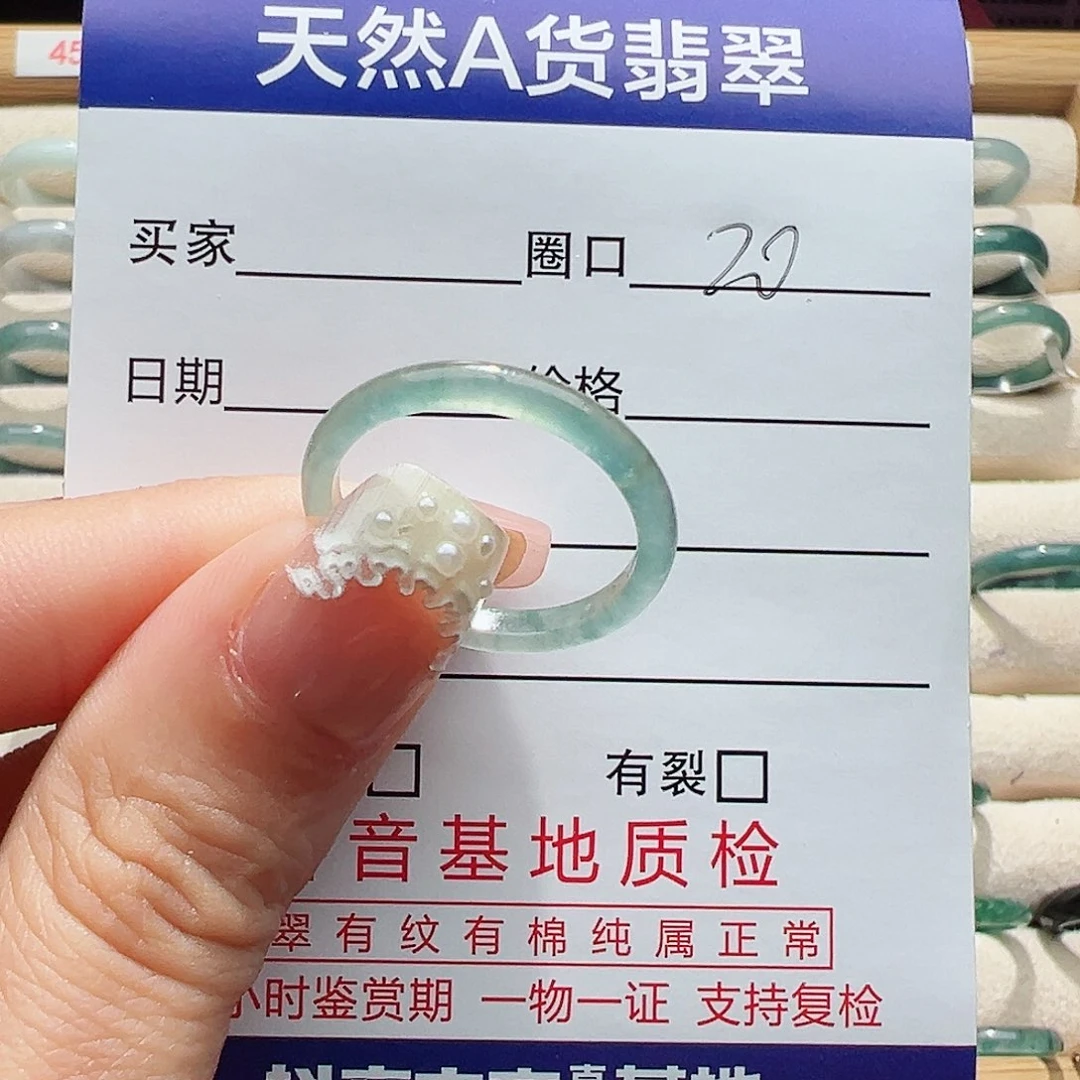 45
天然A货翡翠
买家 圈口 20
日期 价格
有裂
音基地质检
翠有纹有棉纯属正常
小时鉴赏期 一物一证 支持复检